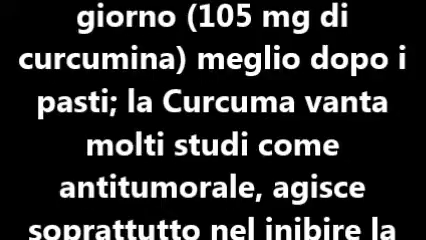 giorno (105 mg di
curcumina) meglio dopo i
pasti; la Curcuma vanta
molti studi come
antitumorale, agisce
soprattutto nel inibire la